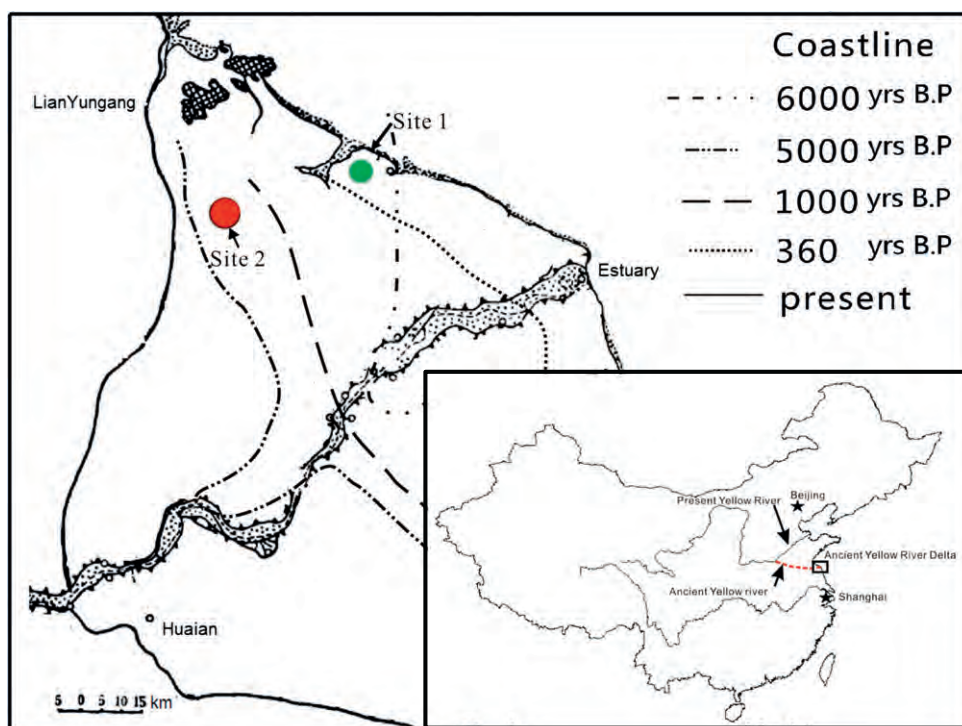 Coastline
6000 yrs B.P
5000 yrs B.P
1000 yrs B.P
360 yrs B.P
present
LianYungang
Site 1
Site 2
Estuary
Huaian
5 0 5 10 15 km
Present Yellow River
Beijing
Ancient Yellow River Delta
Ancient Yellow river
Shanghai